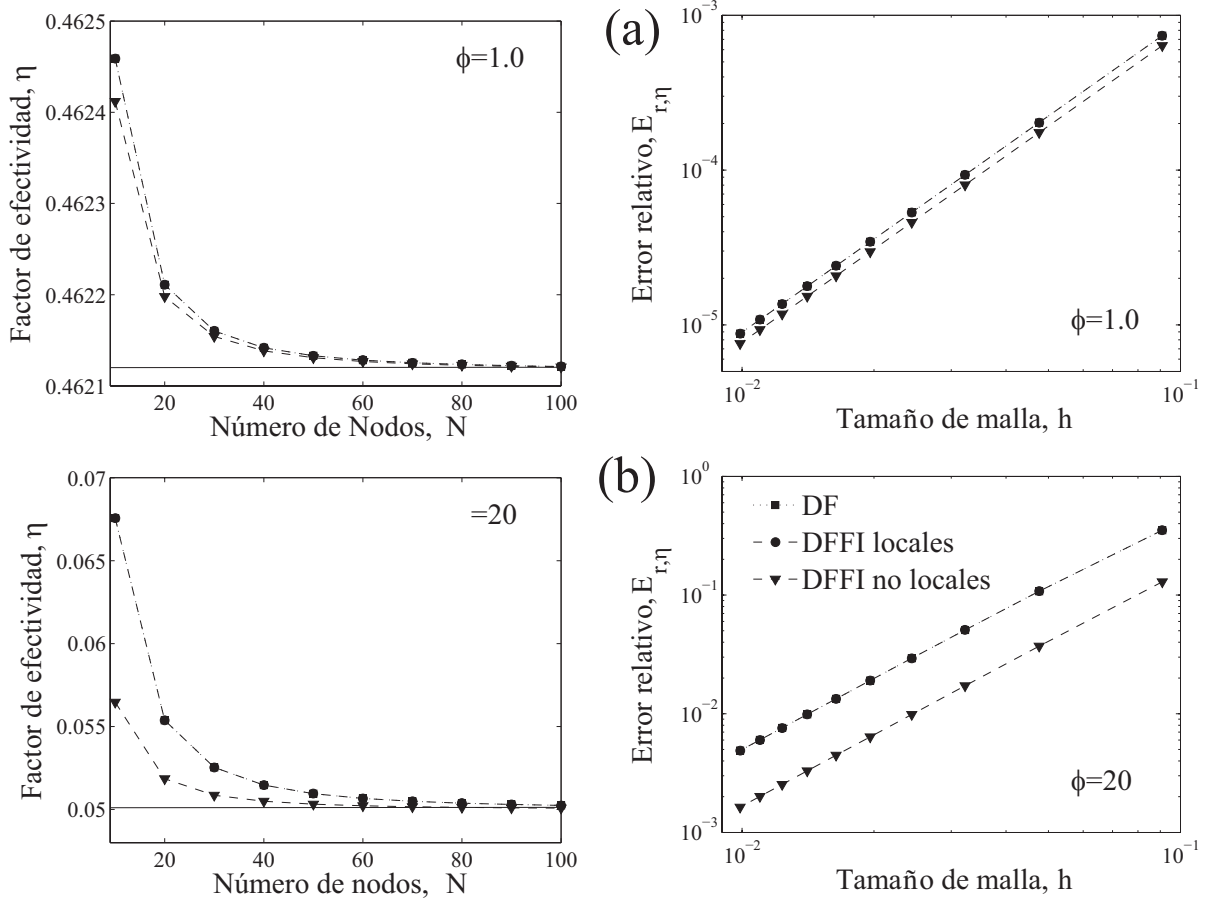 (a)
0.4625
0.4624
0.4623
0.4622
0.4621
20
40
60
80
100
Factor de efectividad, η
Número de Nodos, N
ϕ=1.0
10⁻³
10⁻⁴
10⁻⁵
10⁻²
10⁻¹
Error relativo, E r,η
Tamaño de malla, h
ϕ=1.0
(b)
0.07
0.065
0.06
0.055
0.05
20
40
60
80
100
Factor de efectividad, η
Número de nodos, N
=20
10⁰
10⁻¹
10⁻²
10⁻³
10⁻²
10⁻¹
Error relativo, E r,η
Tamaño de malla, h
DF
DFFI locales
DFFI no locales
ϕ=20